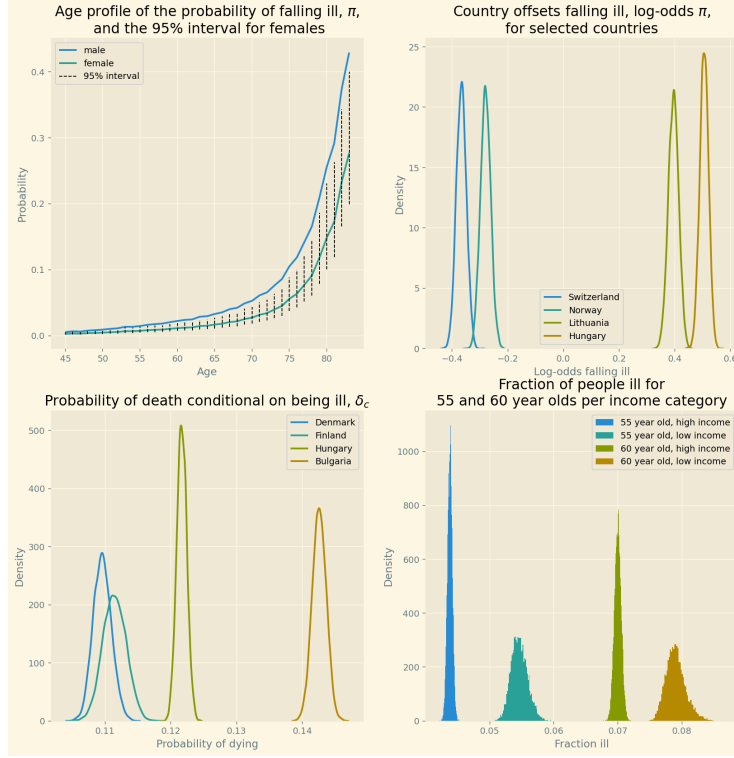 Age profile of the probability of falling ill, π,
and the 95% interval for females
male
female
95% interval
0.4
0.3
0.2
0.1
0.0
Probability
45 50 55 60 65 70 75 80
Age
Country offsets falling ill, log-odds π,
for selected countries
25
20
15
10
5
0
Density
Switzerland
Norway
Lithuania
Hungary
−0.4 −0.2 0.0 0.2 0.4 0.6
Log-odds falling ill
Probability of death conditional on being ill, δc
Denmark
Finland
Hungary
Bulgaria
500
400
300
200
100
0
Density
0.11 0.12 0.13 0.14
Probability of dying
Fraction of people ill for
55 and 60 year olds per income category
55 year old, high income
55 year old, low income
60 year old, high income
60 year old, low income
1000
800
600
400
200
0
Density
0.05 0.06 0.07 0.08
Fraction ill